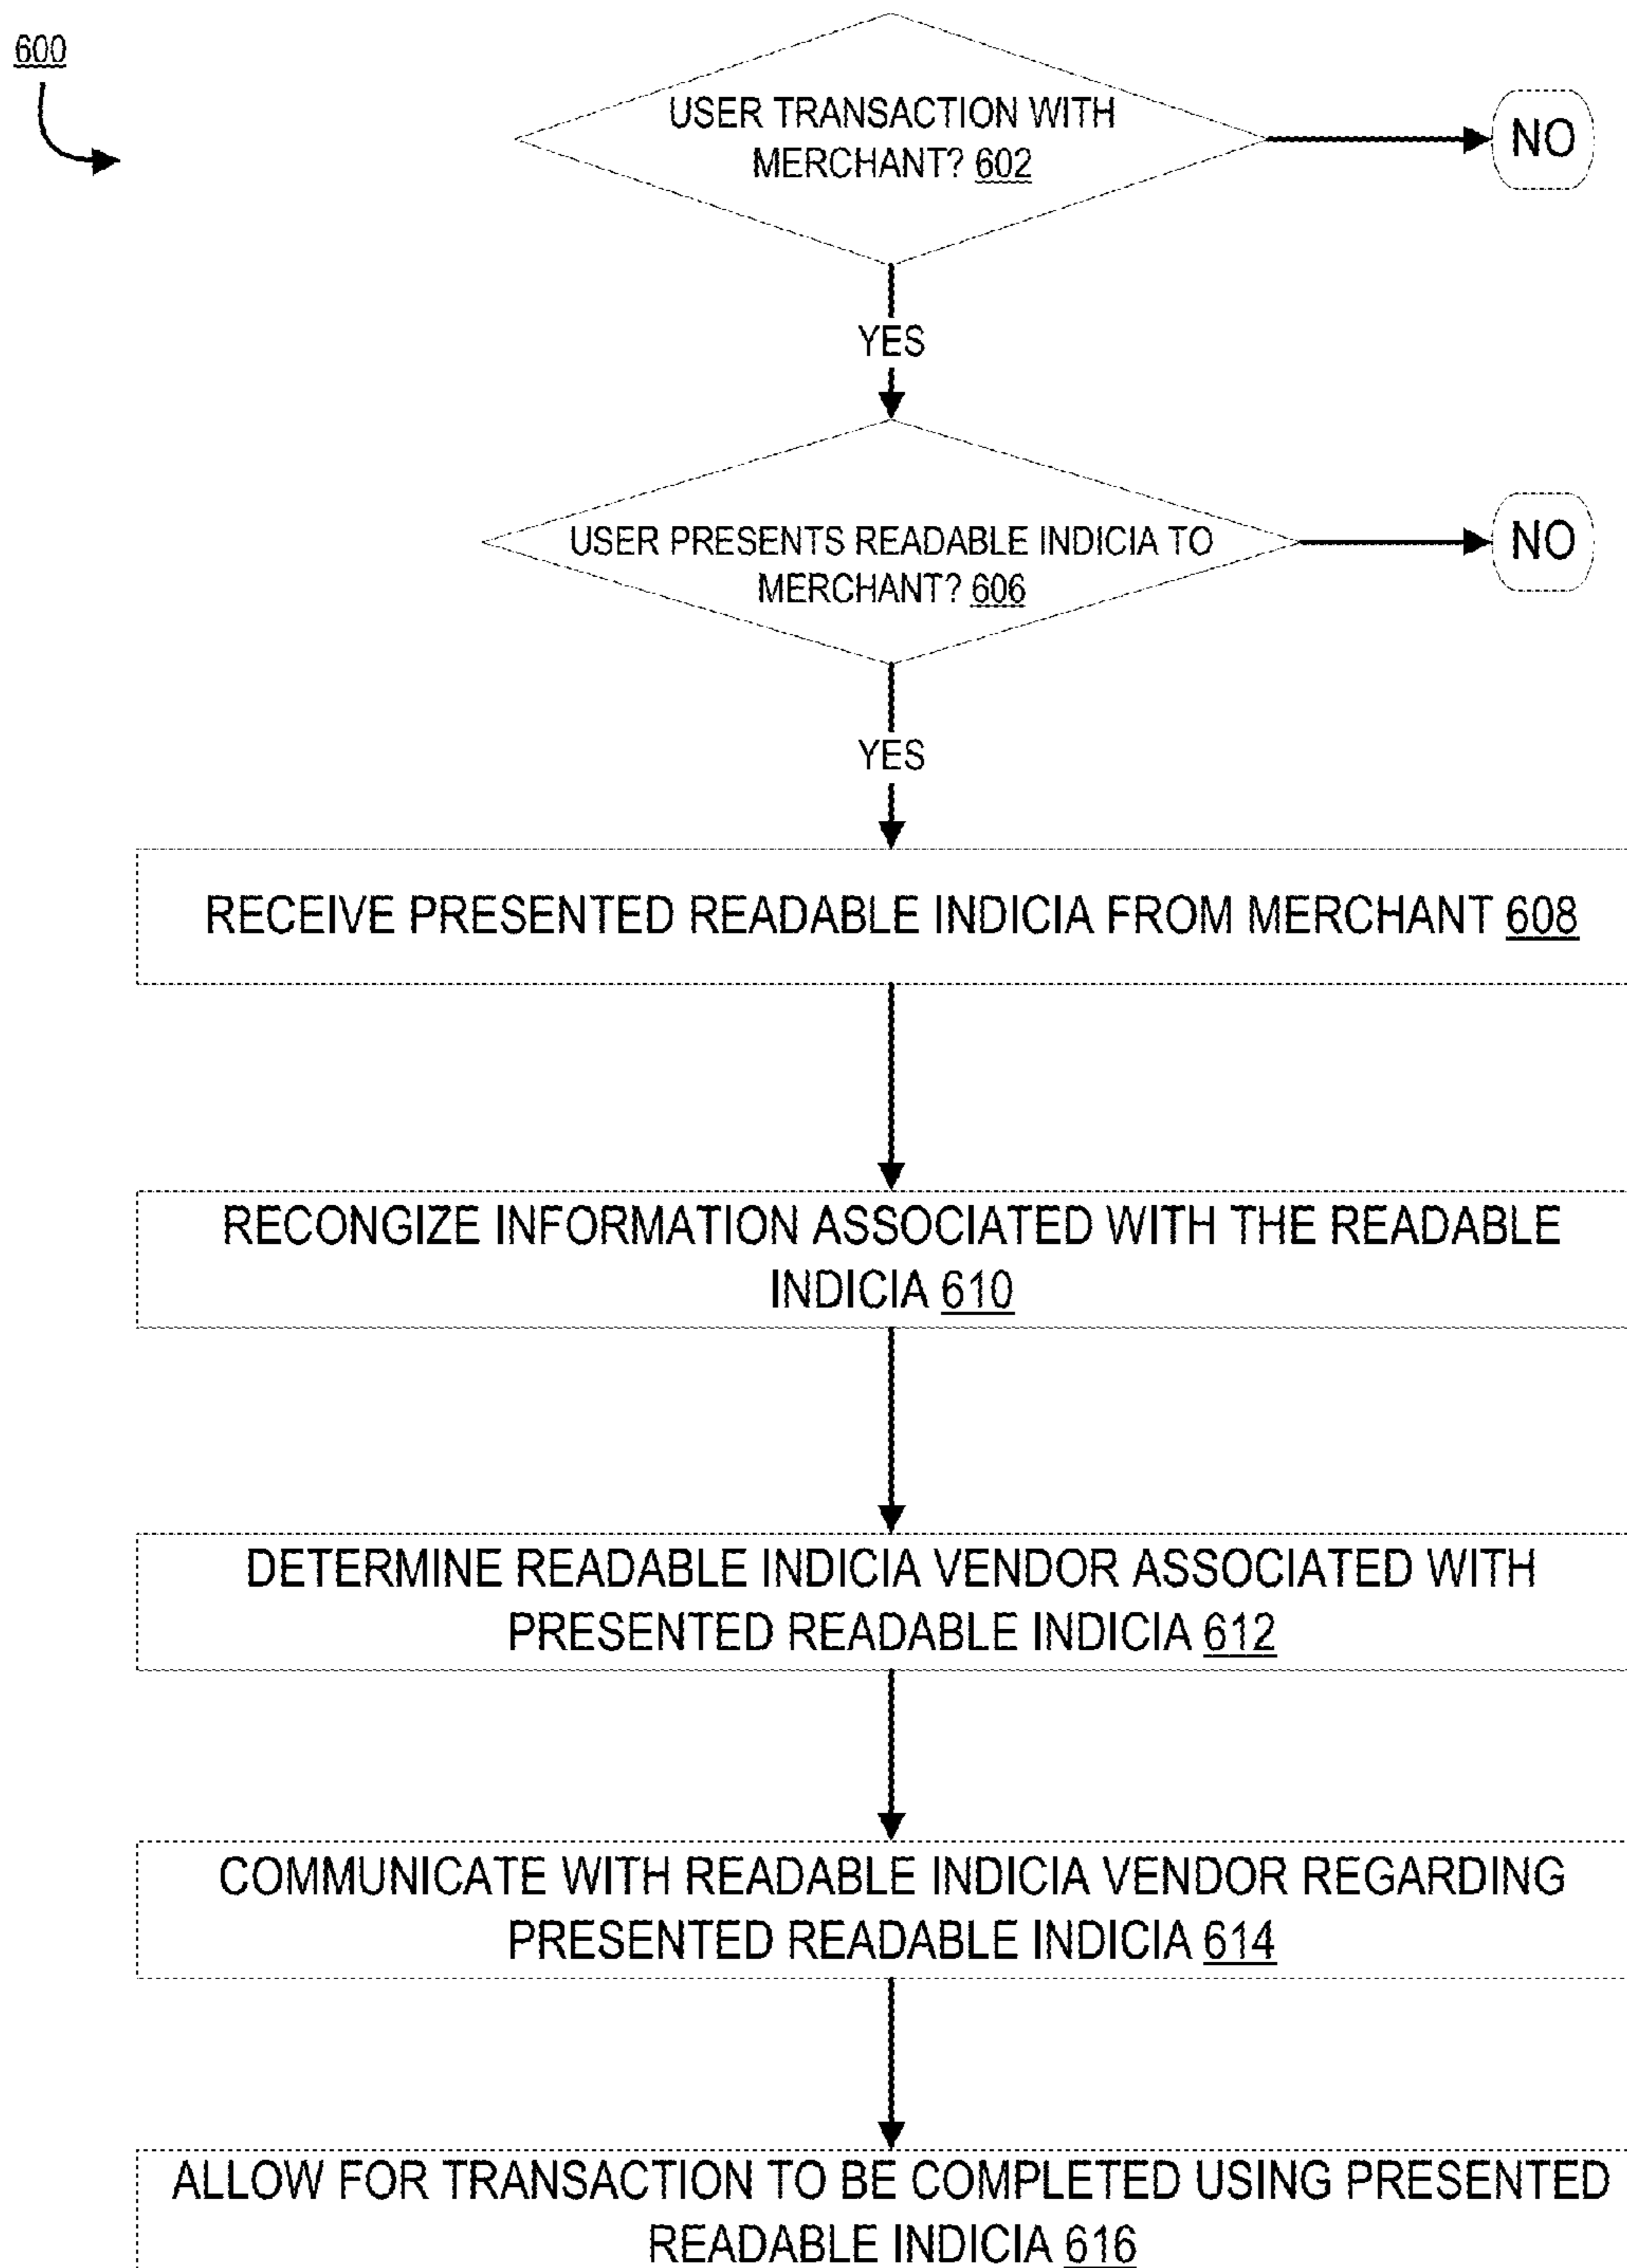 600
USER TRANSACTION WITH
MERCHANT? 602
NO
YES
USER PRESENTS READABLE INDICIA TO
MERCHANT? 606
NO
YES
RECEIVE PRESENTED READABLE INDICIA FROM MERCHANT 608
RECONGIZE INFORMATION ASSOCIATED WITH THE READABLE
INDICIA 610
DETERMINE READABLE INDICIA VENDOR ASSOCIATED WITH
PRESENTED READABLE INDICIA 612
COMMUNICATE WITH READABLE INDICIA VENDOR REGARDING
PRESENTED READABLE INDICIA 614
ALLOW FOR TRANSACTION TO BE COMPLETED USING PRESENTED
READABLE INDICIA 616